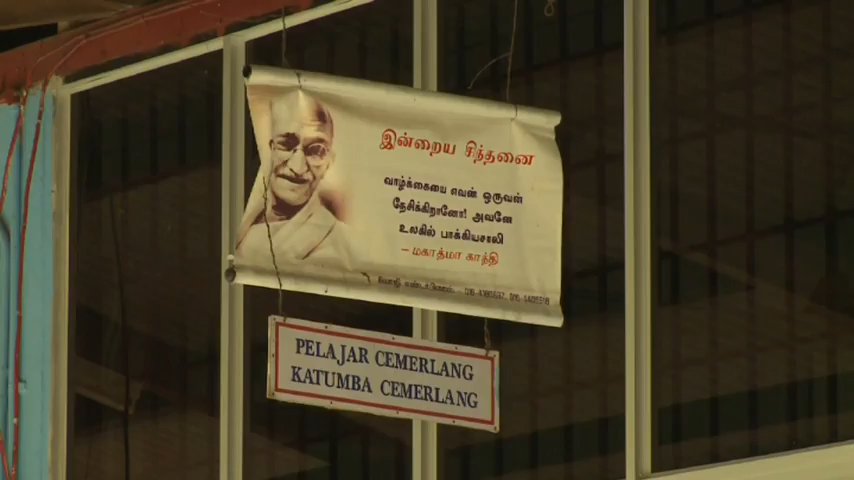 இன்றைய சிந்தனை
வாழ்க்கையை எவன் ஒருவன்
நேசிக்கிறானோ! அவனே
உலகில் பாக்கியசாலி
– மகாத்மா காந்தி
PELAJAR CEMERLANG
KATUMBA CEMERLANG